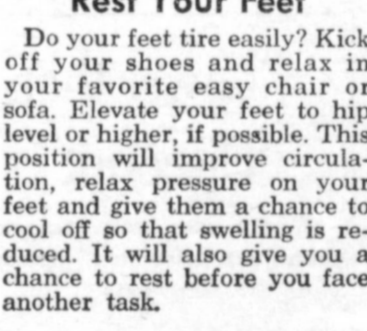 Rest Your Feet
Do your feet tire easily? Kick
off your shoes and relax in
your favorite easy chair or
sofa. Elevate your feet to hip
level or higher, if possible. This
position will improve circula-
tion, relax pressure on your
feet and give them a chance to
cool off so that swelling is re-
duced. It will also give you a
chance to rest before you face
another task.